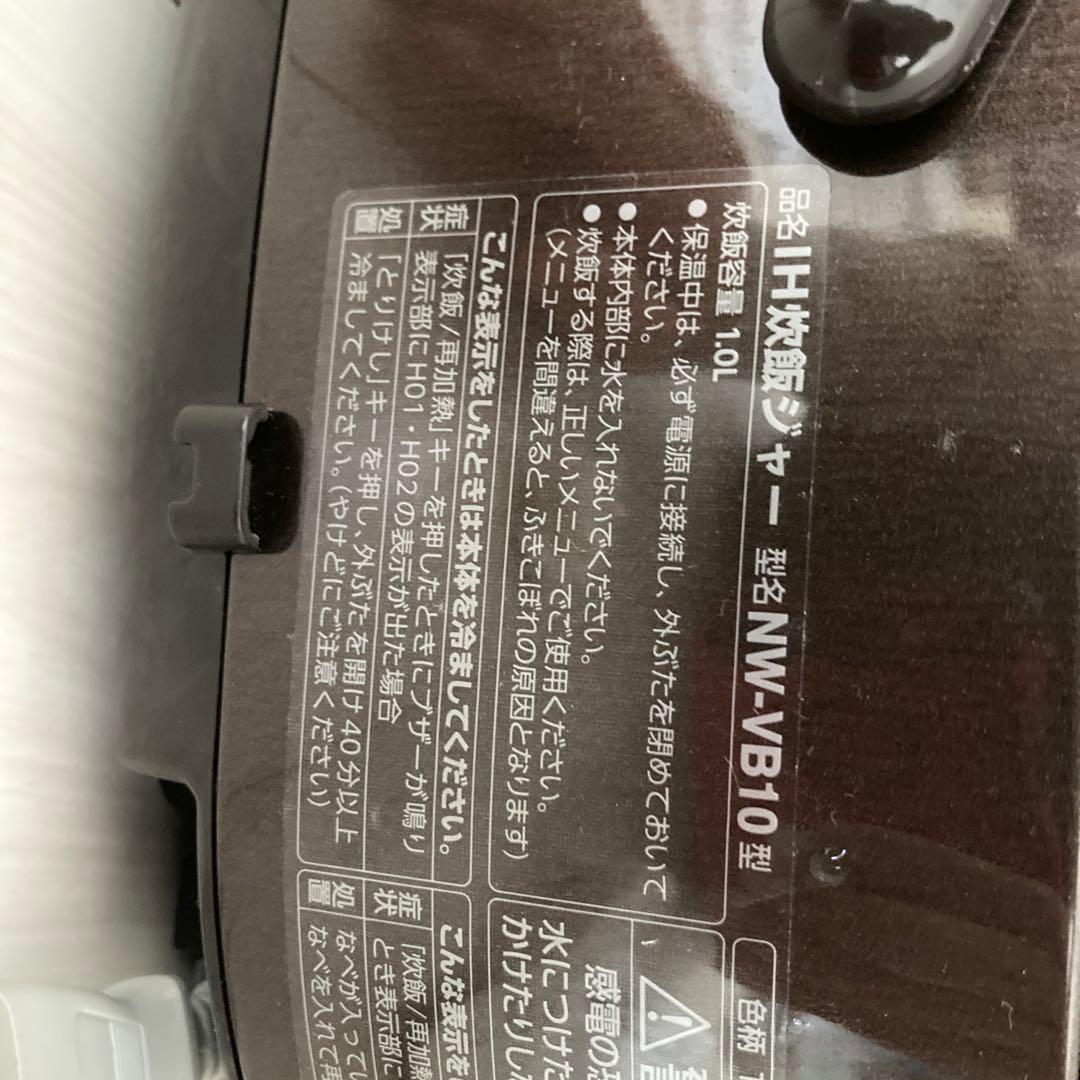 品名IH炊飯ジャー 型名NW-VB10型
炊飯容量 1.0L
●保温中は、必ず電源に接続し、外ぶたを閉めておいて
ください。
●本体内部に水を入れないでください。
●炊飯する際は、正しいメニューでご使用ください。
(メニューを間違えると、ふきこぼれの原因となります)
こんな表示をしたときは本体を冷ましてください。
症状 「炊飯/再加熱」キーを押したときにブザーが鳴り
表示部にH01・H02の表示が出た場合
処置 「とりけし」キーを押し、外ぶたを開け40分以上
冷ましてください。(やけどにご注意ください)
色柄
感電の
水につけた
かけたりし
こんな表示を
症状 「炊飯/再加熱
とき表示部に
処置 なべが入ってい
なべを入れて再